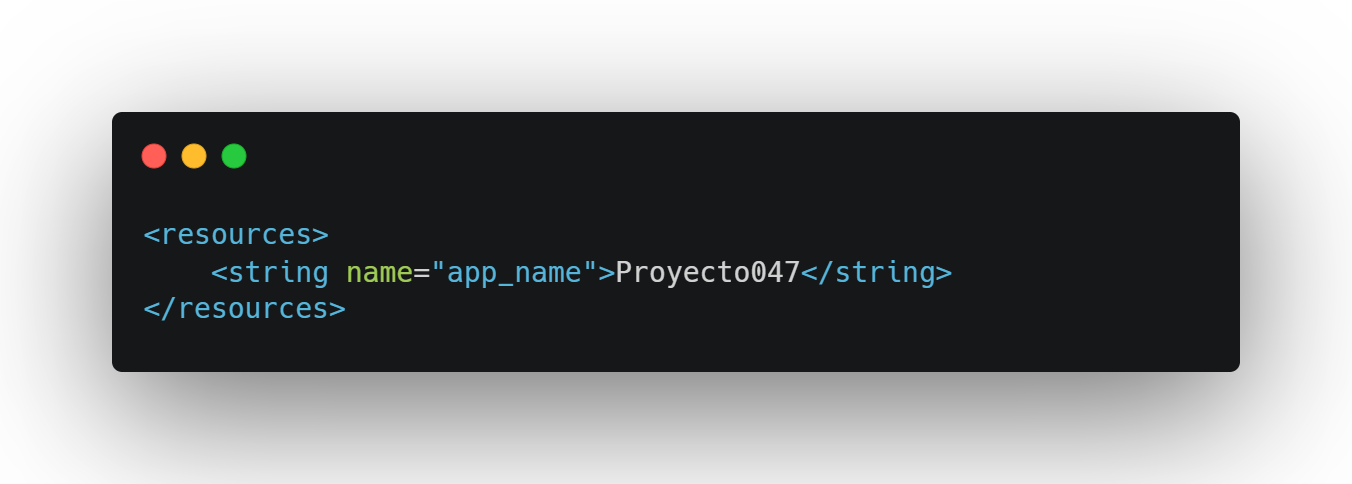 <resources>
    <string name="app_name">Proyecto047</string>
</resources>